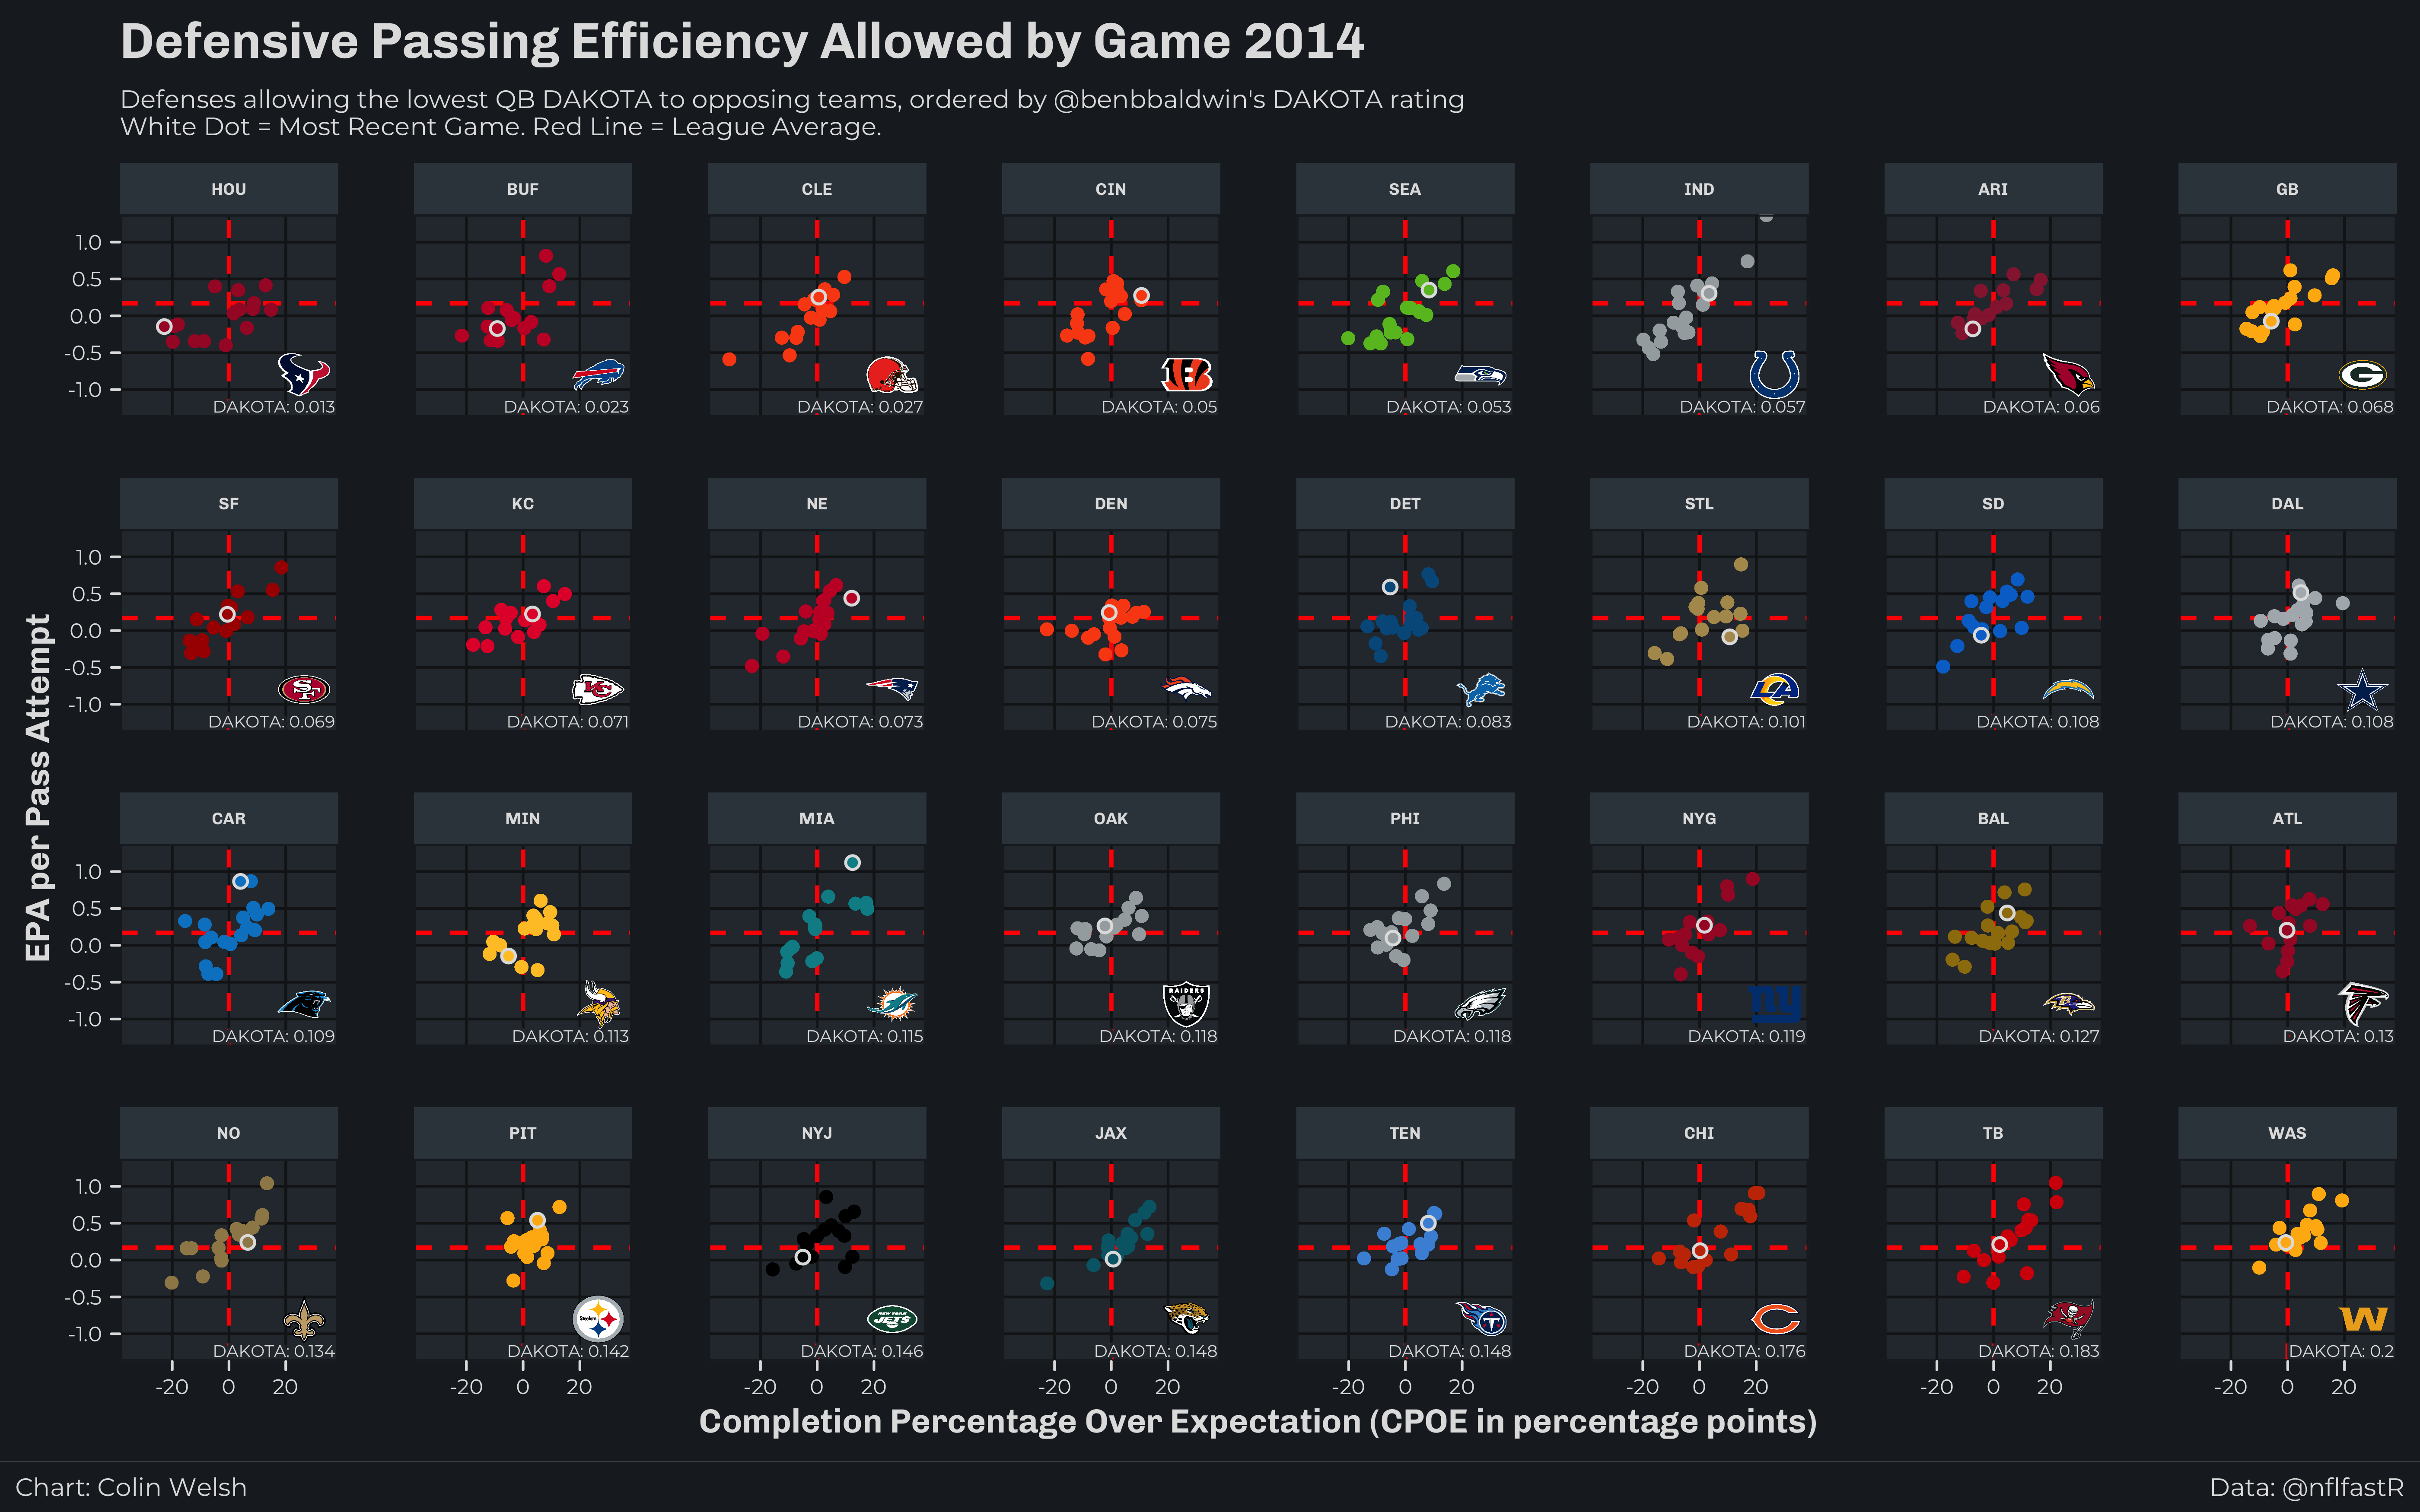 Defensive Passing Efficiency Allowed by Game 2014
Defenses allowing the lowest QB DAKOTA to opposing teams, ordered by @benbbaldwin's DAKOTA rating
White Dot = Most Recent Game. Red Line = League Average.
HOU BUF CLE CIN SEA IND ARI GB
1.0
0.5
0.0
-0.5
-1.0
DAKOTA: 0.013 DAKOTA: 0.023 DAKOTA: 0.027 DAKOTA: 0.05 DAKOTA: 0.053 DAKOTA: 0.057 DAKOTA: 0.06 DAKOTA: 0.068
SF KC NE DEN DET STL SD DAL
1.0
0.5
0.0
-0.5
-1.0
SF KC LA
DAKOTA: 0.069 DAKOTA: 0.071 DAKOTA: 0.073 DAKOTA: 0.075 DAKOTA: 0.083 DAKOTA: 0.101 DAKOTA: 0.108 DAKOTA: 0.108
EPA per Pass Attempt
CAR MIN MIA OAK PHI NYG BAL ATL
1.0
0.5
0.0
-0.5
-1.0
RAIDERS ny
DAKOTA: 0.109 DAKOTA: 0.113 DAKOTA: 0.115 DAKOTA: 0.118 DAKOTA: 0.118 DAKOTA: 0.119 DAKOTA: 0.127 DAKOTA: 0.13
NO PIT NYJ JAX TEN CHI TB WAS
1.0
0.5
0.0
-0.5
-1.0
Steelers NEW YORK JETS T C W
DAKOTA: 0.134 DAKOTA: 0.142 DAKOTA: 0.146 DAKOTA: 0.148 DAKOTA: 0.148 DAKOTA: 0.176 DAKOTA: 0.183 DAKOTA: 0.2
-20 0 20 -20 0 20 -20 0 20 -20 0 20 -20 0 20 -20 0 20 -20 0 20 -20 0 20
Completion Percentage Over Expectation (CPOE in percentage points)
Chart: Colin Welsh
Data: @nflfastR